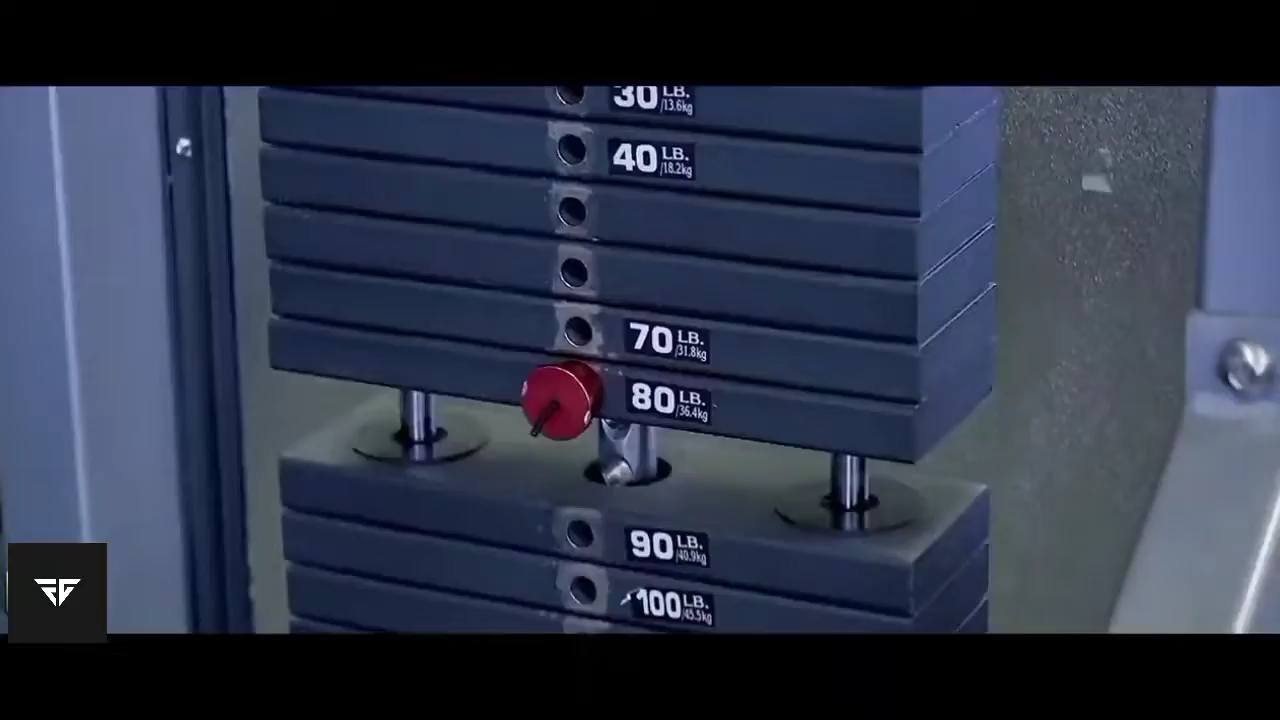 30 LB./13.6kg
40 LB./18.2kg
70 LB./31.8kg
80 LB./36.4kg
90 LB./40.9kg
100 LB./45.5kg